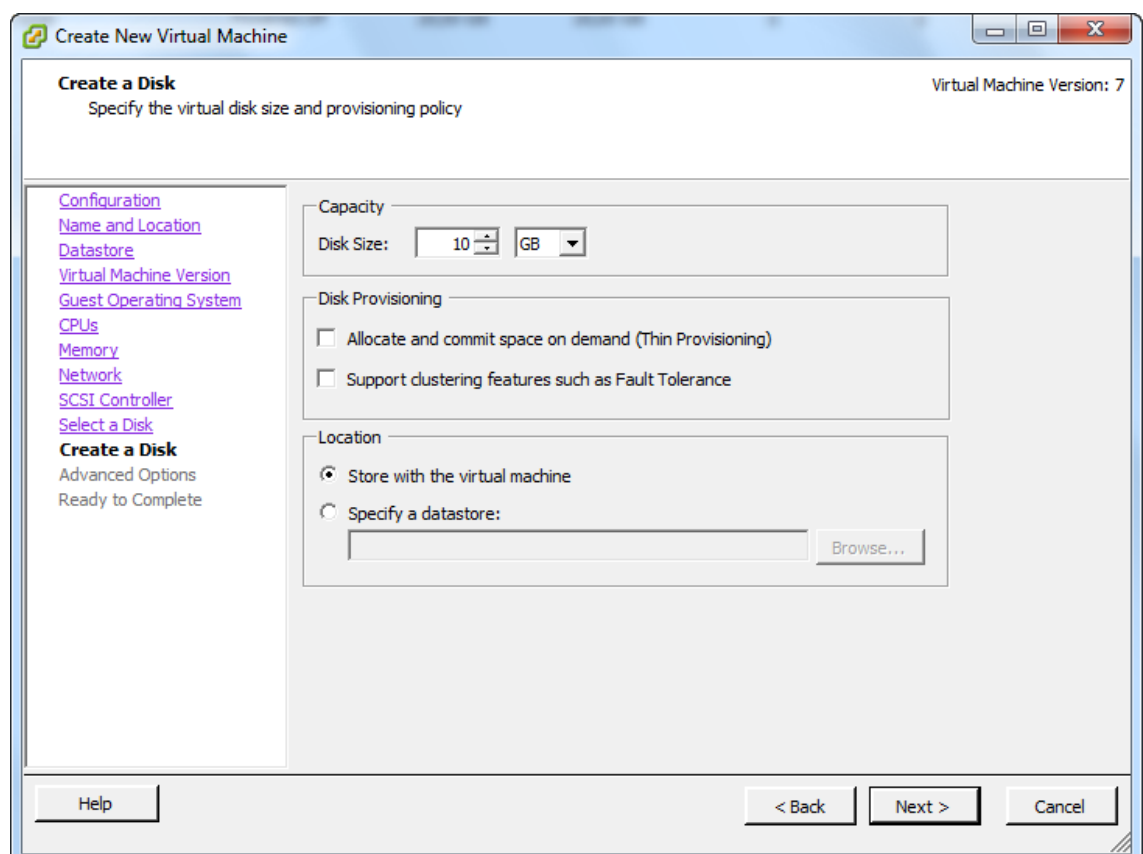 Create New Virtual Machine
Create a Disk
Virtual Machine Version: 7
Specify the virtual disk size and provisioning policy
Configuration
Name and Location
Datastore
Virtual Machine Version
Guest Operating System
CPUs
Memory
Network
SCSI Controller
Select a Disk
Create a Disk
Advanced Options
Ready to Complete
Capacity
Disk Size: 10 GB
Disk Provisioning
Allocate and commit space on demand (Thin Provisioning)
Support clustering features such as Fault Tolerance
Location
Store with the virtual machine
Specify a datastore:
Browse...
Help
< Back
Next >
Cancel